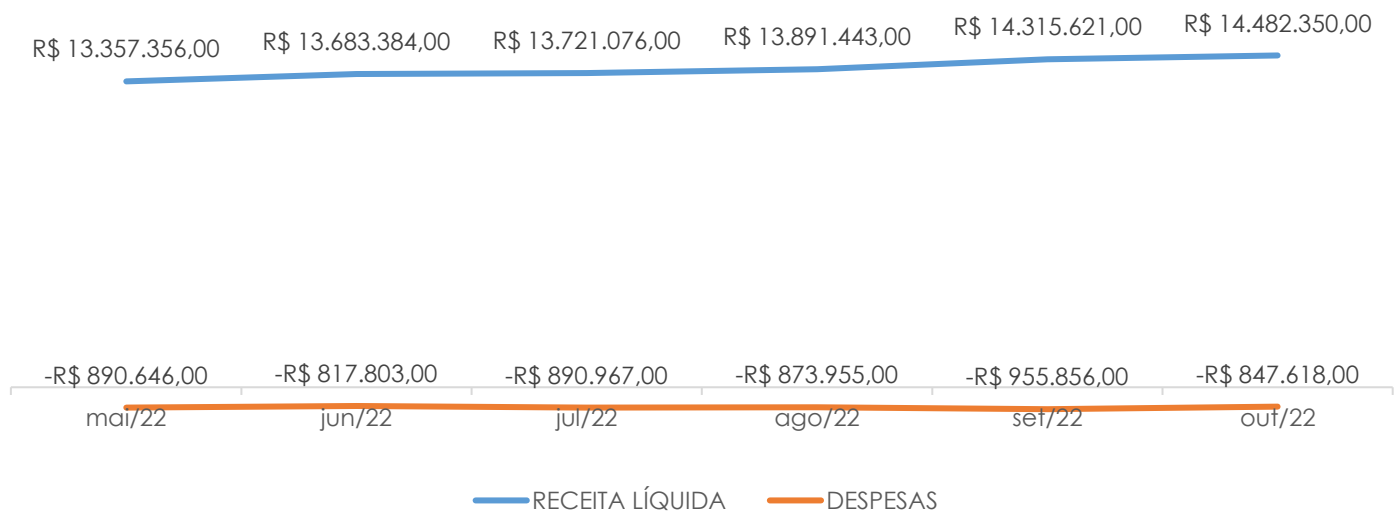 R$ 13.357.356,00 R$ 13.683.384,00 R$ 13.721.076,00 R$ 13.891.443,00 R$ 14.315.621,00 R$ 14.482.350,00
-R$ 890.646,00 -R$ 817.803,00 -R$ 890.967,00 -R$ 873.955,00 -R$ 955.856,00 -R$ 847.618,00
mai/22 jun/22 jul/22 ago/22 set/22 out/22
RECEITA LÍQUIDA DESPESAS